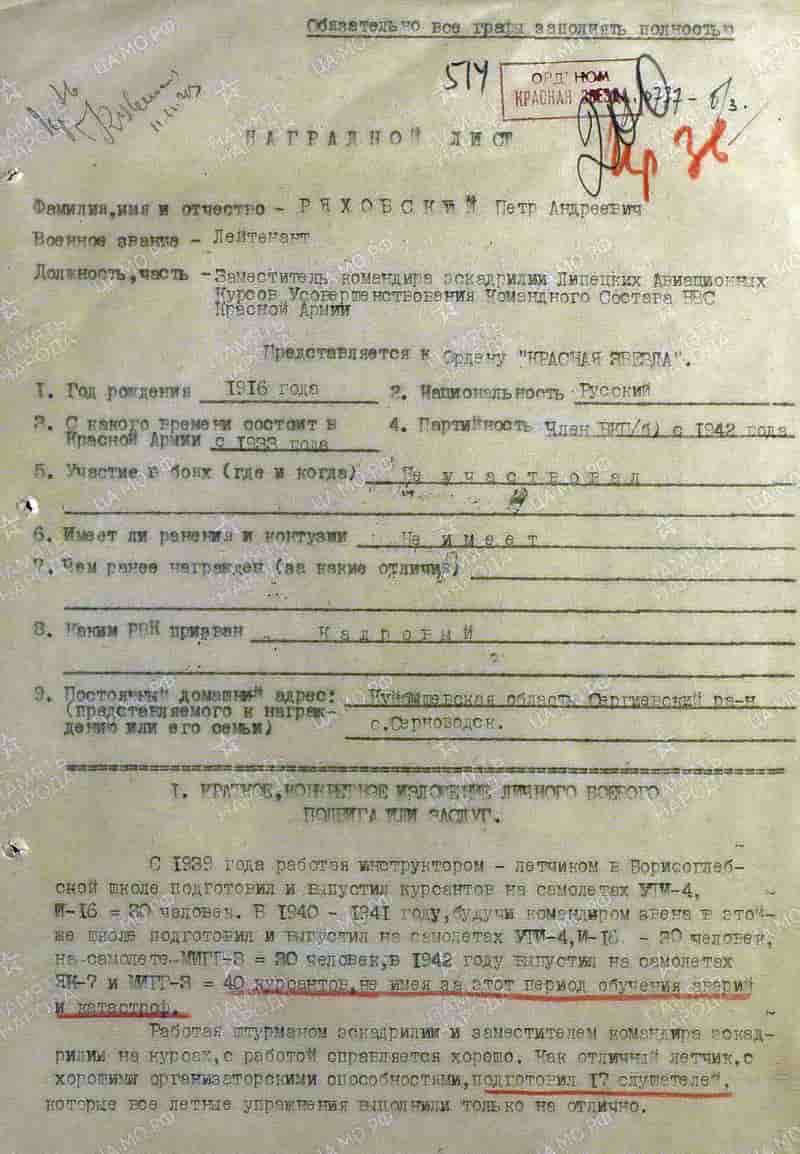 Обязательно все графы заполнять полностью
514
ОРД НОМ
КРАСНАЯ ЗВЕЗДА
НАГРАДНОЙ ЛИСТ
Фамилия,имя и отчество - РЯХОВСКИЙ Петр Андреевич
Военное звание - Лейтенант
Должность,часть - Заместитель командира эскадрилии Липецких Авиационных
Курсов Усовершенствования Командного Состава ВВС
Красной Армии
Представляется к Ордену "КРАСНАЯ ЗВЕЗДА".
1. Год рождения 1916 года 2. Национальность Русский
3. С какого времени состоит в 4. Партийность Член ВКП/б) с 1942 года
Красной Армии с 1933 года
5. Участие в боях (где и когда) Не участвовал
6. Имеет ли ранения и контузии Не имеет
7. Чем ранее награжден (за какие отличия)
8. Каким РВК призван Кадровый
9. Постоянный домашний адрес: Куйбышевская область Сергиевский ра-н
(представляемого к награж- с.Серноводск.
дению или его семьи)
I. КРАТКОЕ,КОНКРЕТНОЕ ИЗЛОЖЕНИЕ ЛИЧНОГО БОЕВОГО
ПОДВИГА ИЛИ ЗАСЛУГ.
С 1939 года работая инструктором - летчиком в Борисоглеб-
ской школе подготовил и выпустил курсантов на самолетах УТИ-4,
И-16 = 30 человек. В 1940 - 1941 году,будучи командиром звена в этой-
же школе подготовил и выпустил на самолетах УТИ-4,И-16 - 30 человек,
на самолете МИГГ-3 = 30 человек,в 1942 году выпустил на самолетах
ЯК-7 и МИГГ-3 = 40 курсантов,не имея за этот период обучения аварий
и катастроф.
Работая штурманом эскадрилии и заместителем командира эскад-
рилии на курсах,с работой справляется хорошо. Как отличный летчик,с
хорошими организаторскими способностями,подготовил 17 слушателей,
которые все летные упражнения выполнили только на отлично.